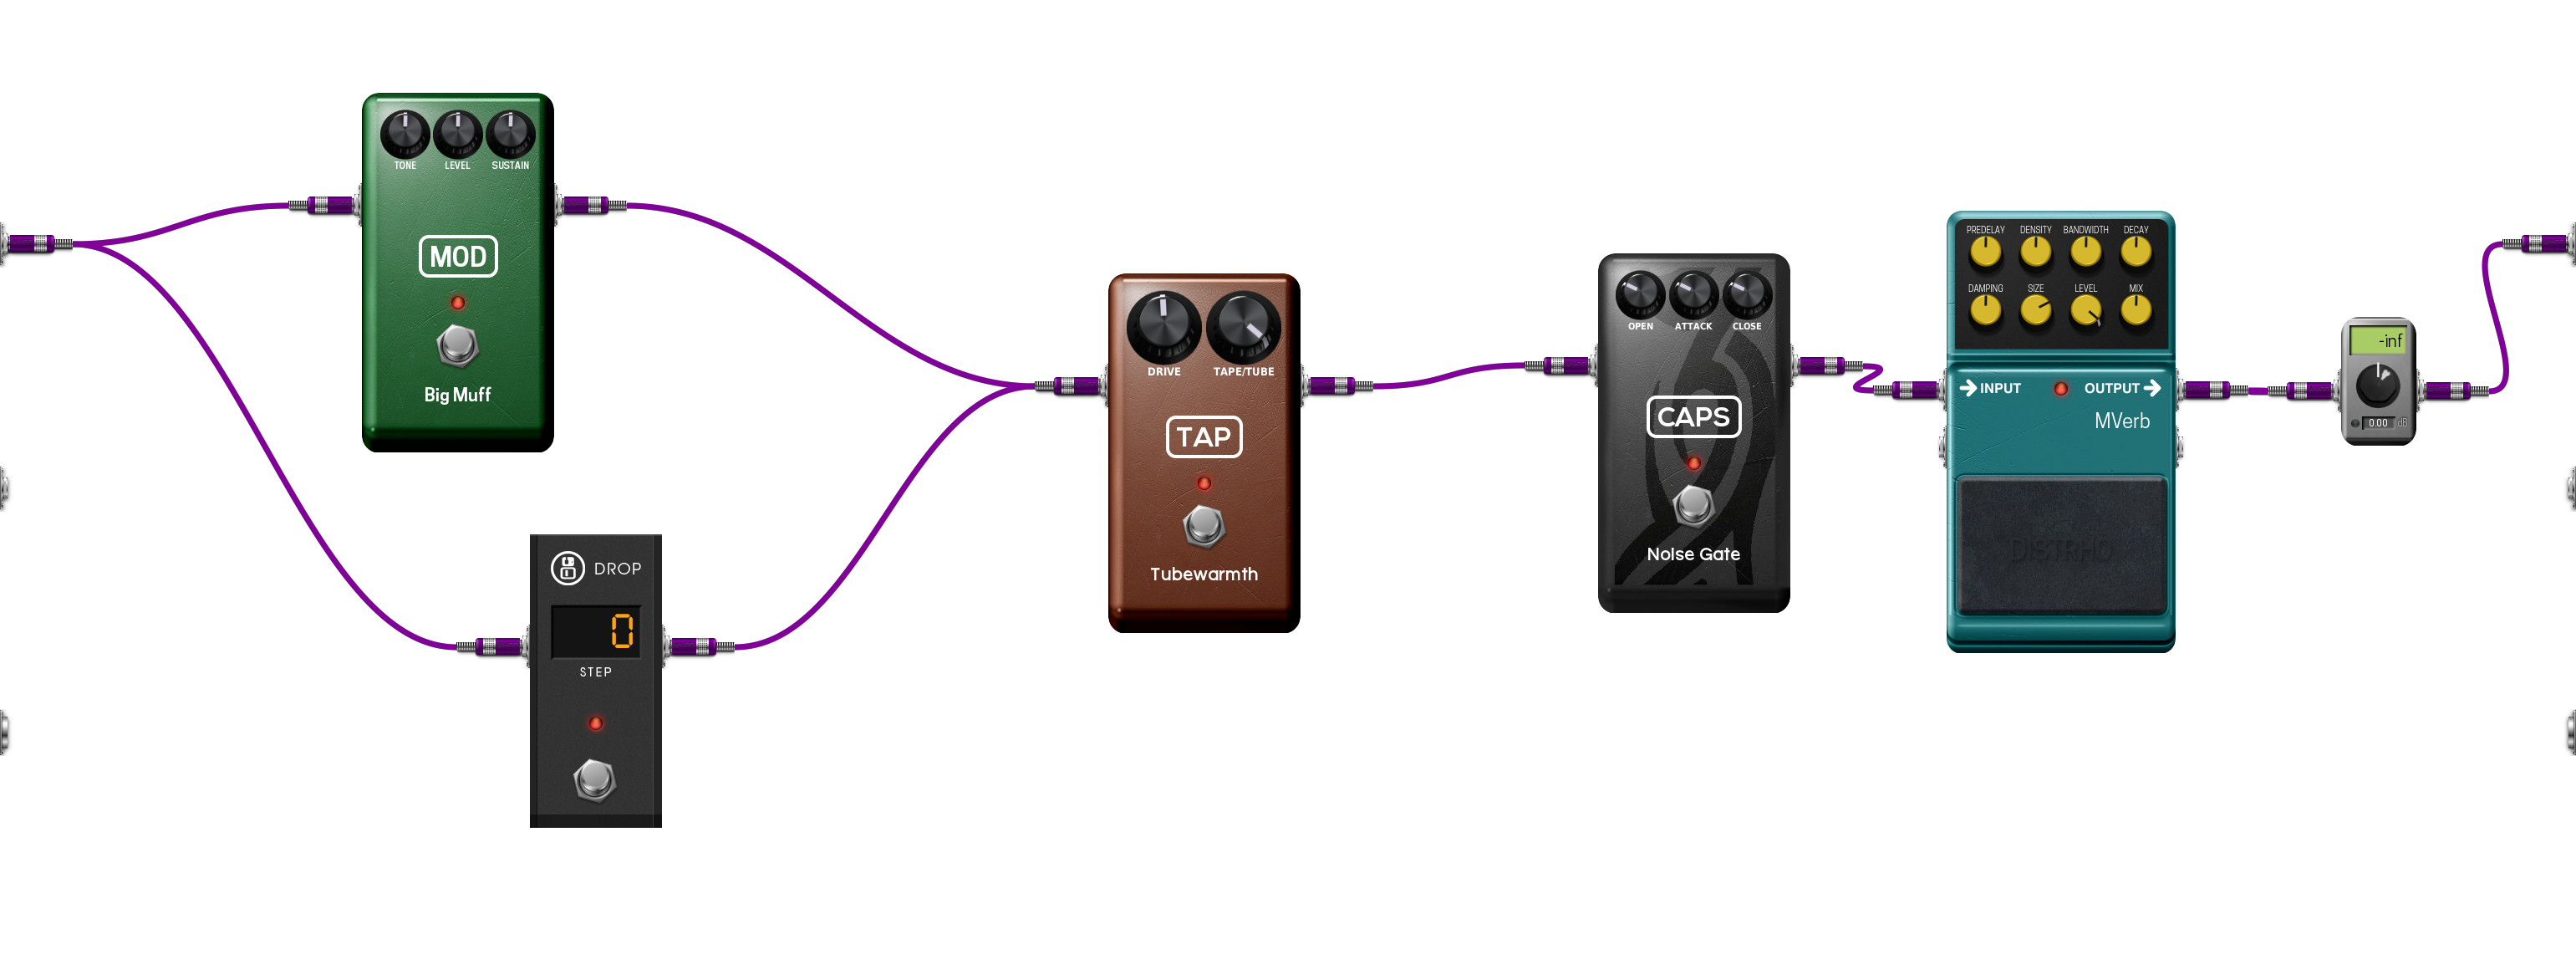 TONE LEVEL SUSTAIN
MOD
Big Muff
DROP
0
STEP
DRIVE TAPE/TUBE
TAP
Tubewarmth
OPEN ATTACK CLOSE
CAPS
Noise Gate
PREDELAY DENSITY BANDWIDTH DECAY
DAMPING SIZE LEVEL MIX
INPUT OUTPUT
MVerb
DISTRHO
-inf
0.00 dB